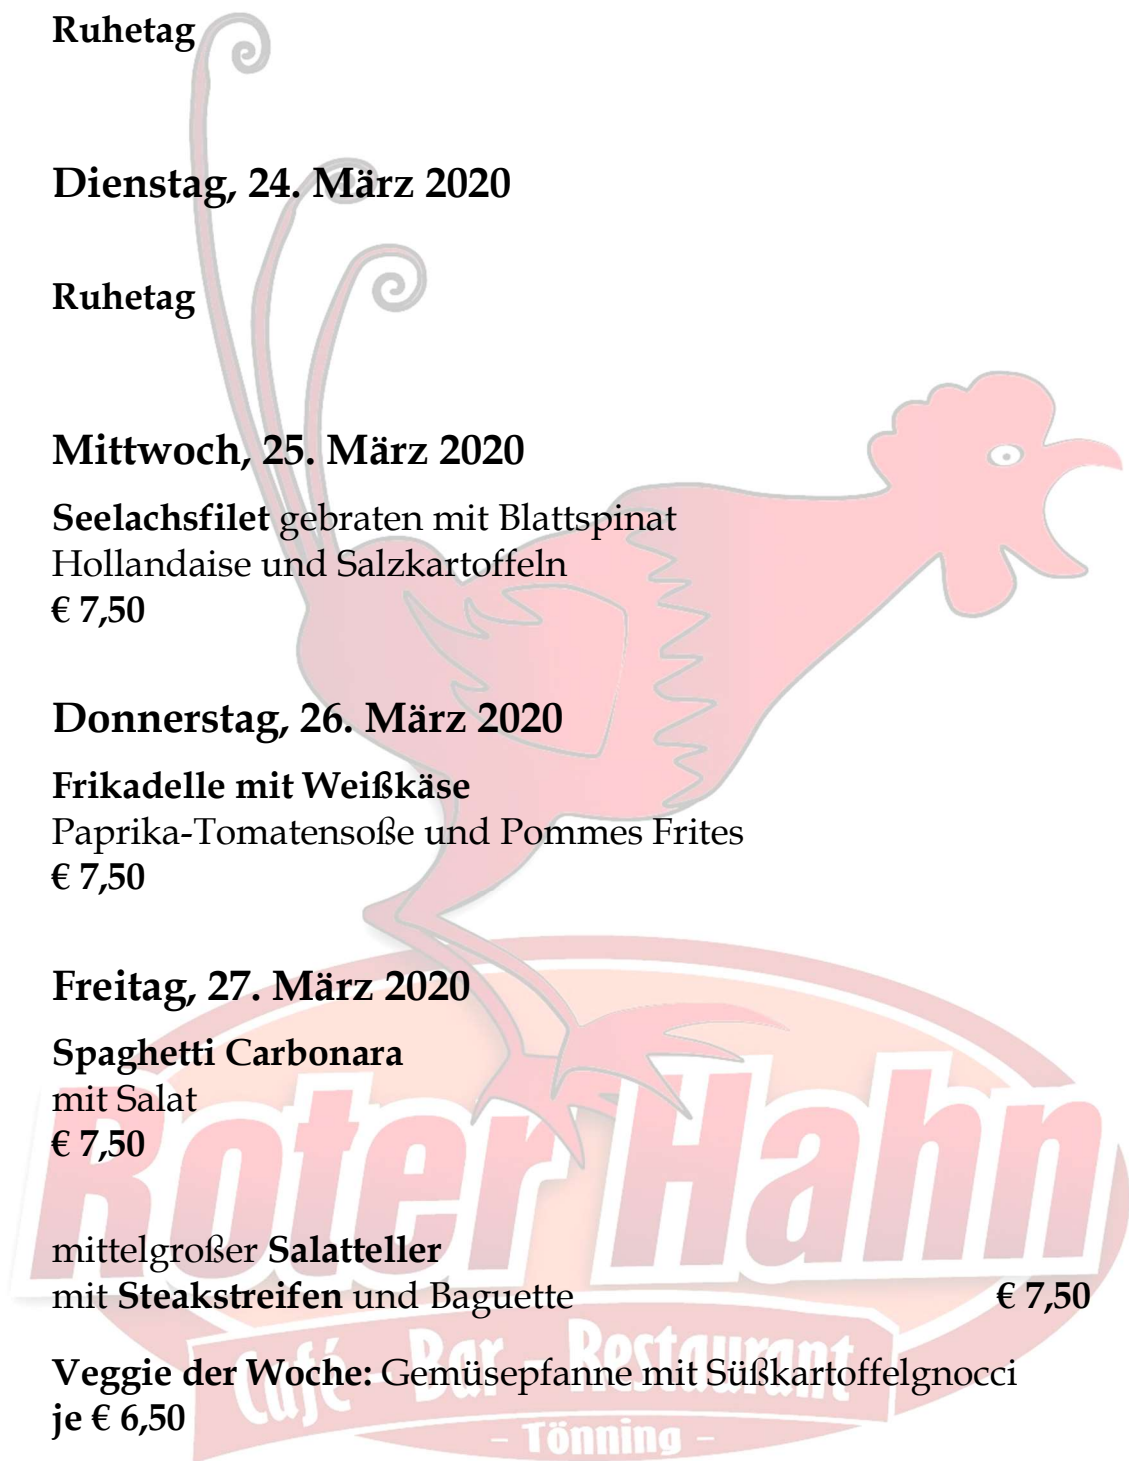 Ruhetag
Dienstag, 24. März 2020
Ruhetag
Mittwoch, 25. März 2020
Seelachsfilet gebraten mit Blattspinat
Hollandaise und Salzkartoffeln
€ 7,50
Donnerstag, 26. März 2020
Frikadelle mit Weißkäse
Paprika-Tomatensoße und Pommes Frites
€ 7,50
Freitag, 27. März 2020
Spaghetti Carbonara
mit Salat
€ 7,50
Roter Hahn
mittelgroßer Salatteller
mit Steakstreifen und Baguette € 7,50
Café - Bar - Restaurant
Veggie der Woche: Gemüsepfanne mit Süßkartoffelgnocci
je € 6,50
- Tönning -